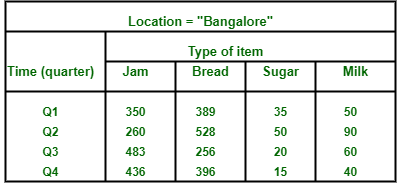 Location = "Bangalore"
Type of item
Time (quarter) Jam Bread Sugar Milk
Q1 350 389 35 50
Q2 260 528 50 90
Q3 483 256 20 60
Q4 436 396 15 40